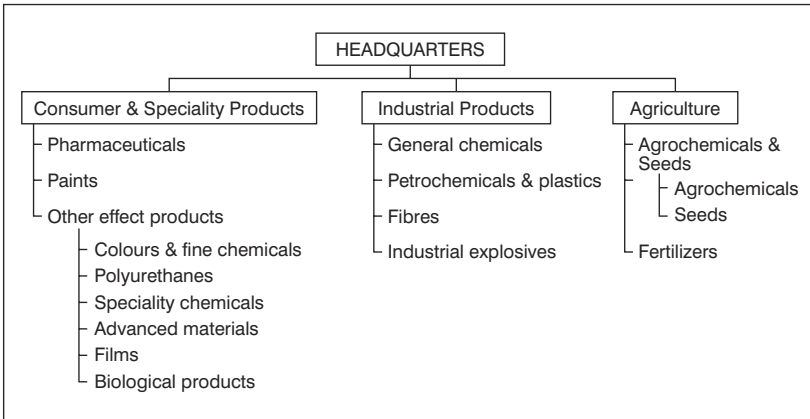 HEADQUARTERS
Consumer & Speciality Products
Pharmaceuticals
Paints
Other effect products
Colours & fine chemicals
Polyurethanes
Speciality chemicals
Advanced materials
Films
Biological products
Industrial Products
General chemicals
Petrochemicals & plastics
Fibres
Industrial explosives
Agriculture
Agrochemicals &
Seeds
Agrochemicals
Seeds
Fertilizers